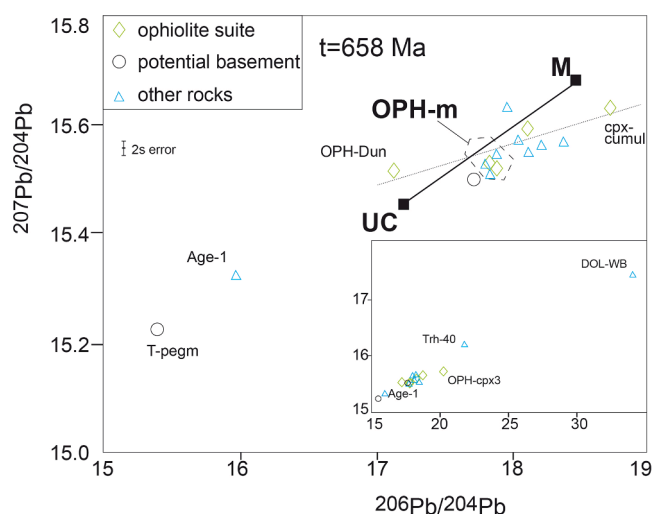 15.8
ophiolite suite
potential basement
other rocks
t=658 Ma
M
OPH-m
15.6
cpx-
cumul
OPH-Dun
2s error
207Pb/204Pb
UC
15.4
Age-1
DOL-WB
17
T-pegm
Trh-40
15.2
16
OPH-cpx3
Age-1
15
15 20 25 30
15.0
15 16 17 18 19
206Pb/204Pb